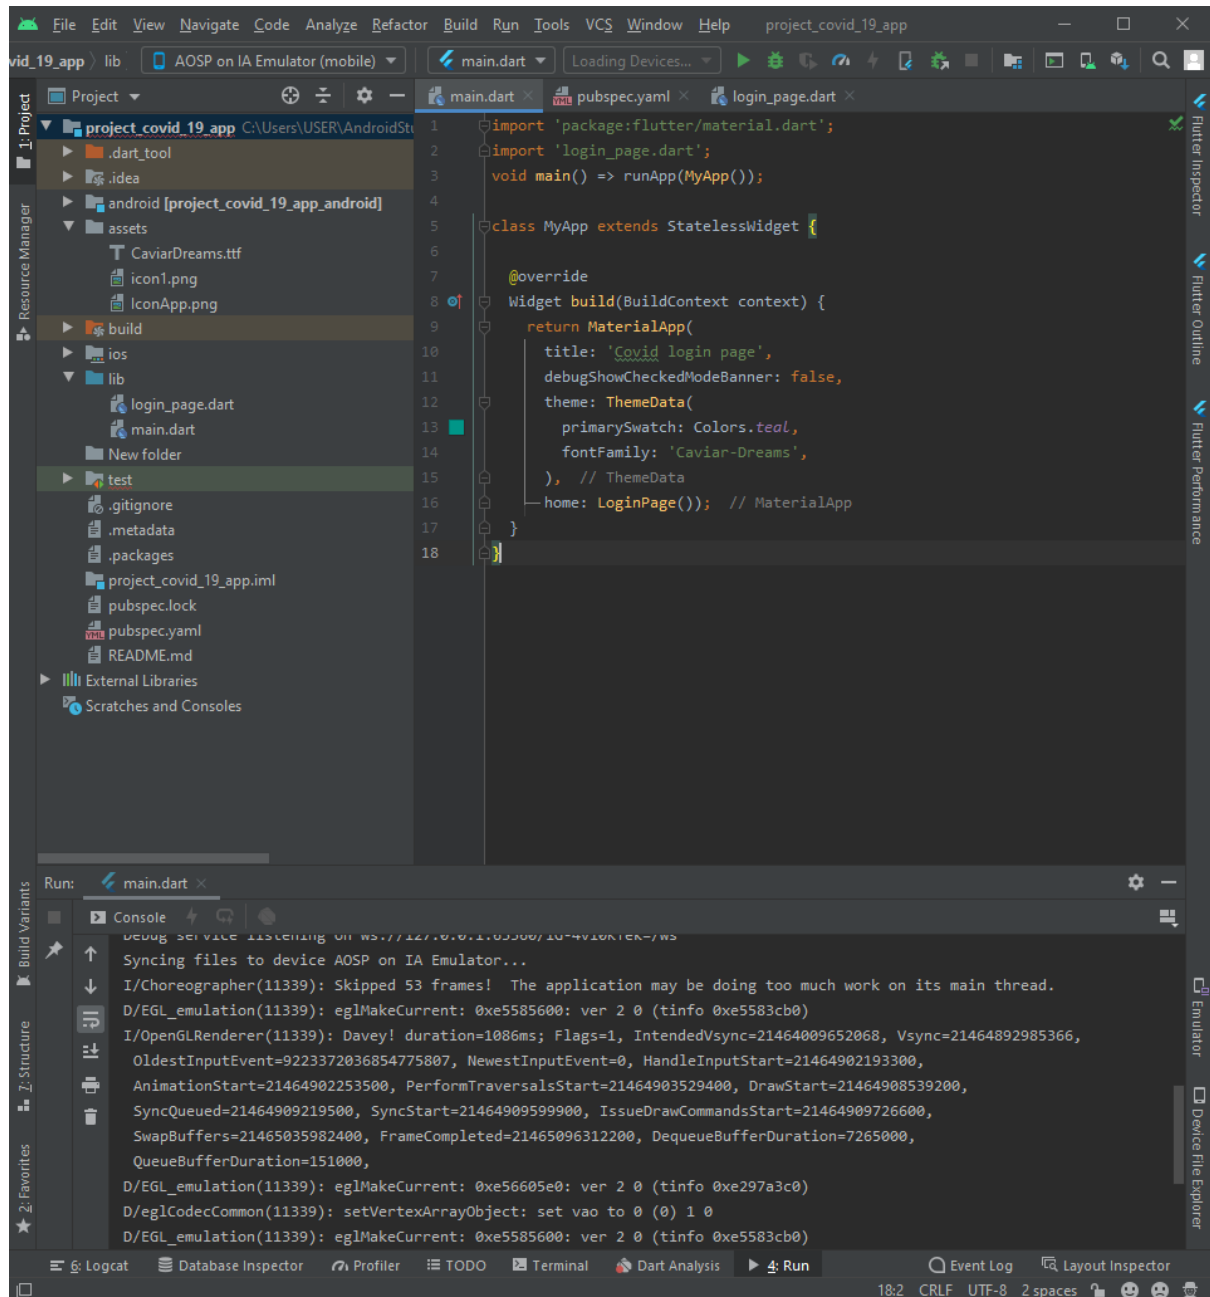 File Edit View Navigate Code Analyze Refactor Build Run Tools VCS Window Help project_covid_19_app
vid_19_app lib AOSP on IA Emulator (mobile) main.dart Loading Devices...
Project main.dart pubspec.yaml login_page.dart
1: Project
Resource Manager
Build Variants
7: Structure
2: Favorites
project_covid_19_app C:\Users\USER\AndroidStu
.dart_tool
.idea
android [project_covid_19_app_android]
assets
CaviarDreams.ttf
icon1.png
IconApp.png
build
ios
lib
login_page.dart
main.dart
New folder
test
.gitignore
.metadata
.packages
project_covid_19_app.iml
pubspec.lock
pubspec.yaml
README.md
External Libraries
Scratches and Consoles
1 import 'package:flutter/material.dart';
2 import 'login_page.dart';
3 void main() => runApp(MyApp());
4
5 class MyApp extends StatelessWidget {
6
7 @override
8 Widget build(BuildContext context) {
9 return MaterialApp(
10 title: 'Covid login page',
11 debugShowCheckedModeBanner: false,
12 theme: ThemeData(
13 primarySwatch: Colors.teal,
14 fontFamily: 'Caviar-Dreams',
15 ), // ThemeData
16 home: LoginPage()); // MaterialApp
17 }
18 }
Flutter Inspector
Flutter Outline
Flutter Performance
Emulator
Device File Explorer
Run: main.dart
Console
Debug service listening on
Syncing files to device AOSP on IA Emulator...
I/Choreographer(11339): Skipped 53 frames! The application may be doing too much work on its main thread.
D/EGL_emulation(11339): eglMakeCurrent: 0xe5585600: ver 2 0 (tinfo 0xe5583cb0)
I/OpenGLRenderer(11339): Davey! duration=1086ms; Flags=1, IntendedVsync=21464009652068, Vsync=21464892985366,
OldestInputEvent=9223372036854775807, NewestInputEvent=0, HandleInputStart=21464902193300,
AnimationStart=21464902253500, PerformTraversalsStart=21464903529400, DrawStart=21464908539200,
SyncQueued=21464909219500, SyncStart=21464909599900, IssueDrawCommandsStart=21464909726600,
SwapBuffers=21465035982400, FrameCompleted=21465096312200, DequeueBufferDuration=7265000,
QueueBufferDuration=151000,
D/EGL_emulation(11339): eglMakeCurrent: 0xe56605e0: ver 2 0 (tinfo 0xe297a3c0)
D/eglCodecCommon(11339): setVertexArrayObject: set vao to 0 (0) 1 0
D/EGL_emulation(11339): eglMakeCurrent: 0xe5585600: ver 2 0 (tinfo 0xe5583cb0)
6: Logcat Database Inspector Profiler TODO Terminal Dart Analysis 4: Run Event Log Layout Inspector
18:2 CRLF UTF-8 2 spaces